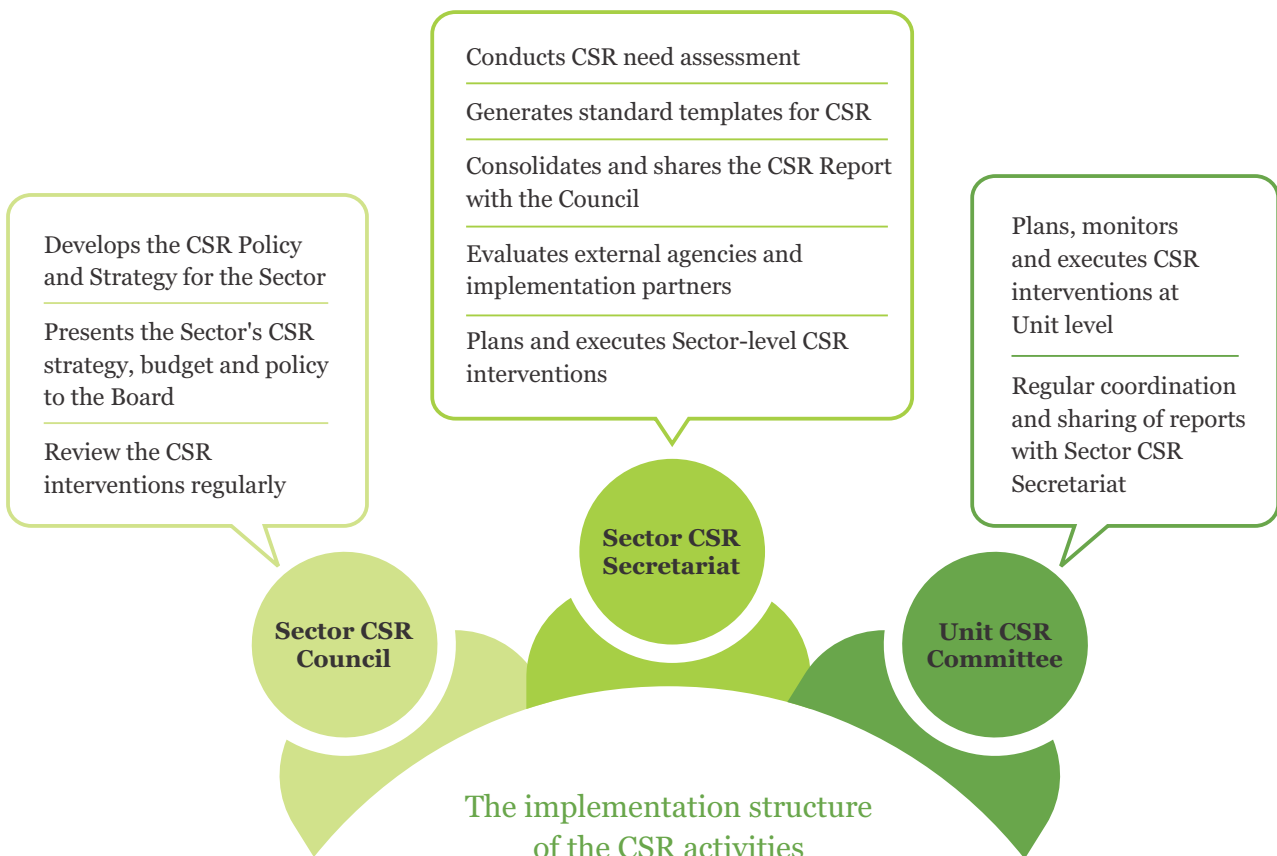 Conducts CSR need assessment
Generates standard templates for CSR
Consolidates and shares the CSR Report
with the Council
Evaluates external agencies and
implementation partners
Plans and executes Sector-level CSR
interventions
Develops the CSR Policy
and Strategy for the Sector
Presents the Sector's CSR
strategy, budget and policy
to the Board
Review the CSR
interventions regularly
Plans, monitors
and executes CSR
interventions at
Unit level
Regular coordination
and sharing of reports
with Sector CSR
Secretariat
Sector CSR
Secretariat
Sector CSR
Council
Unit CSR
Committee
The implementation structure
of the CSR activities